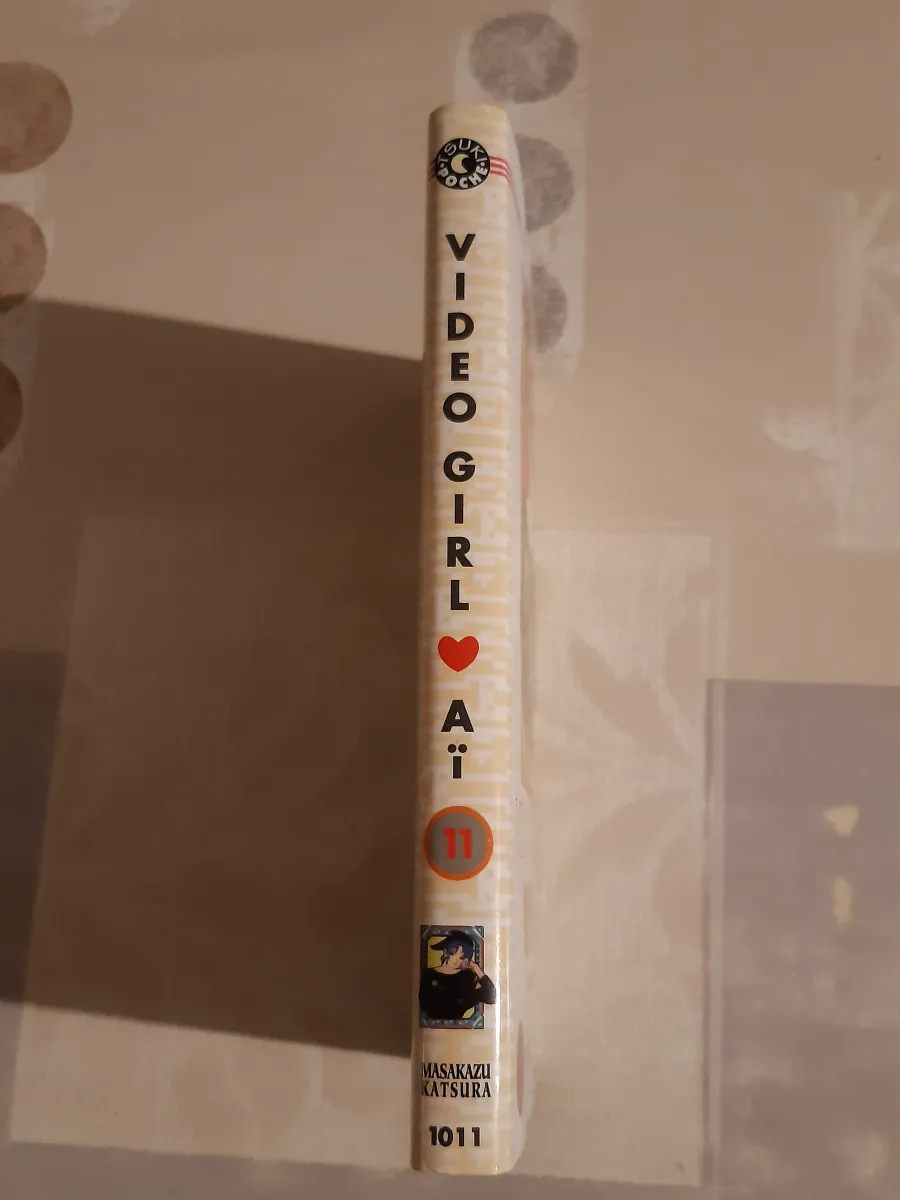 TSUKI
POCHE
VIDEO GIRL
AÏ
11
MASAKAZU
KATSURA
1011